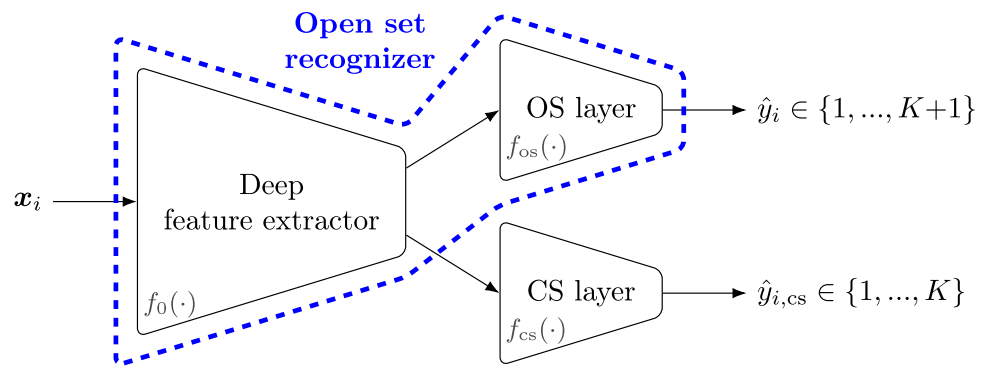 Open set
recognizer
OS layer
f_os(·)
ŷ_i ∈ {1, ..., K+1}
x_i
Deep
feature extractor
f_0(·)
CS layer
f_cs(·)
ŷ_{i,cs} ∈ {1, ..., K}